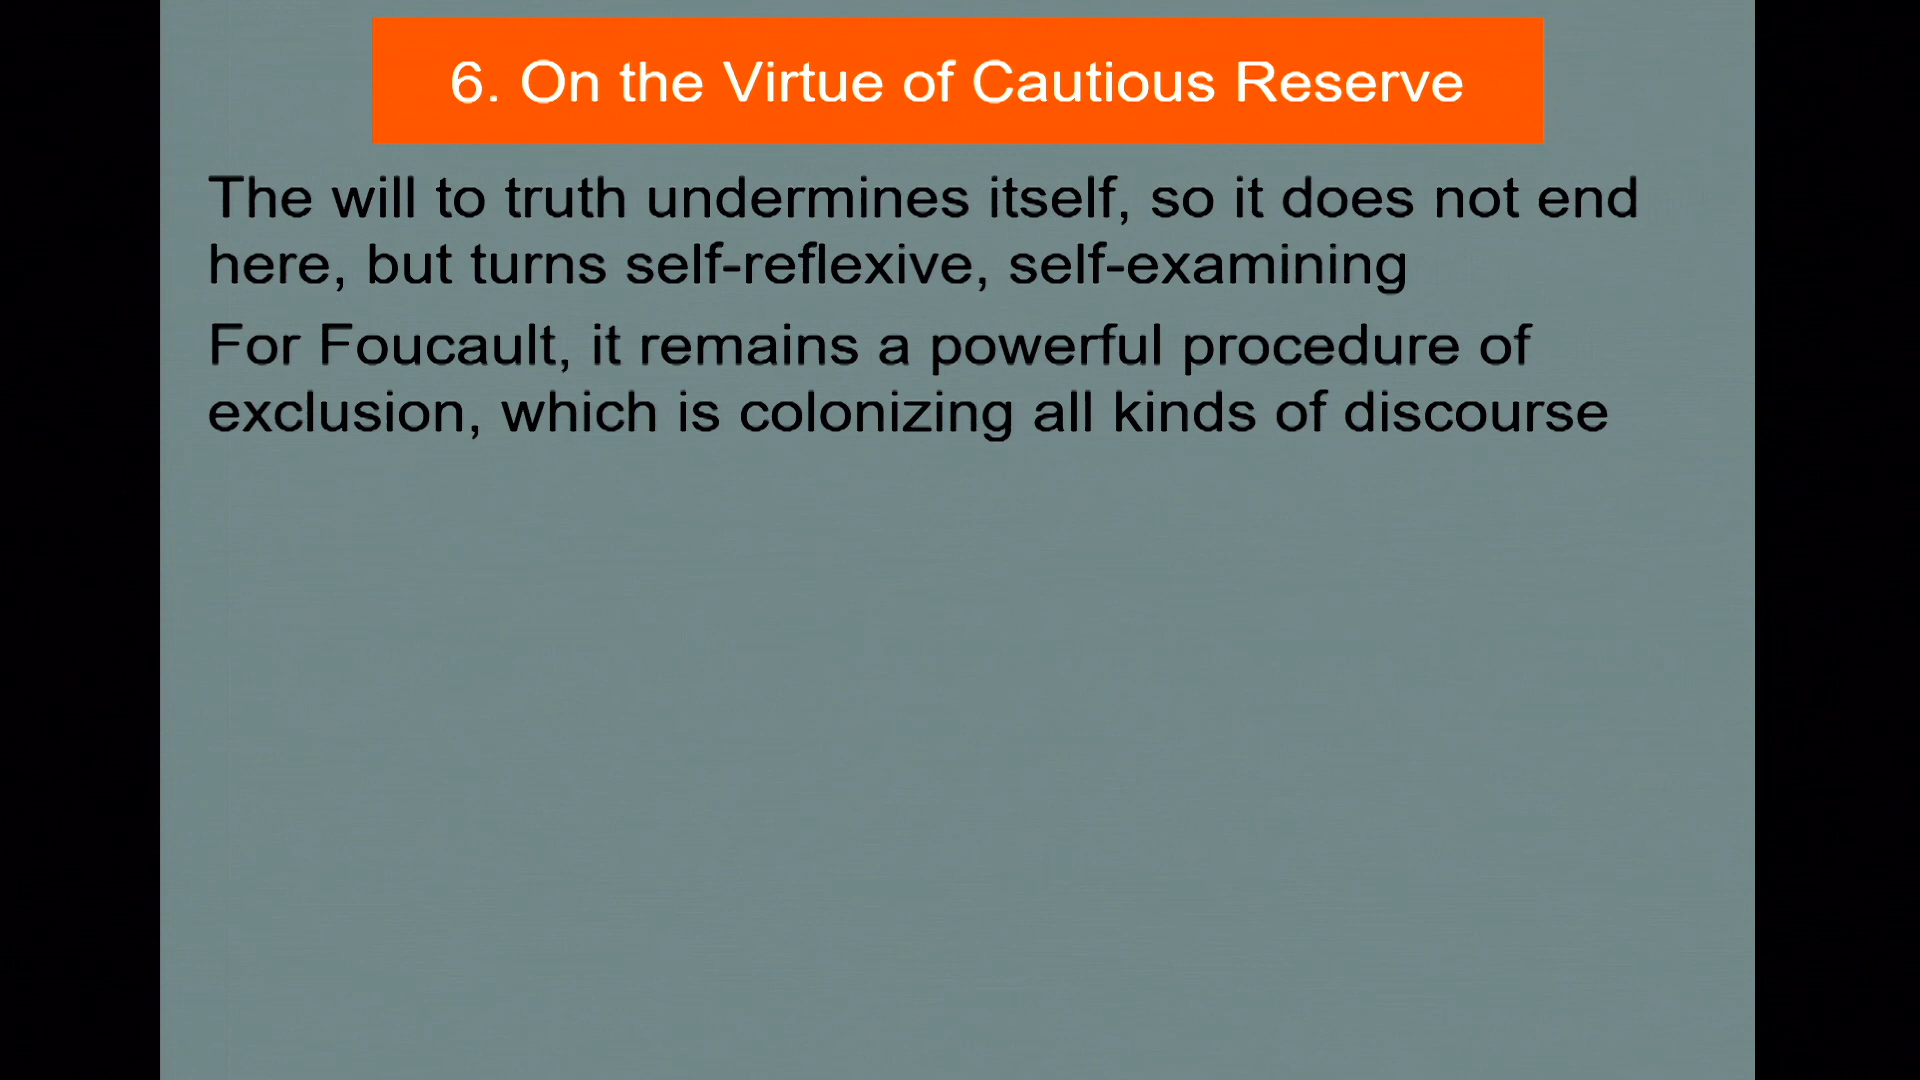 6. On the Virtue of Cautious Reserve
The will to truth undermines itself, so it does not end
here, but turns self-reflexive, self-examining
For Foucault, it remains a powerful procedure of
exclusion, which is colonizing all kinds of discourse